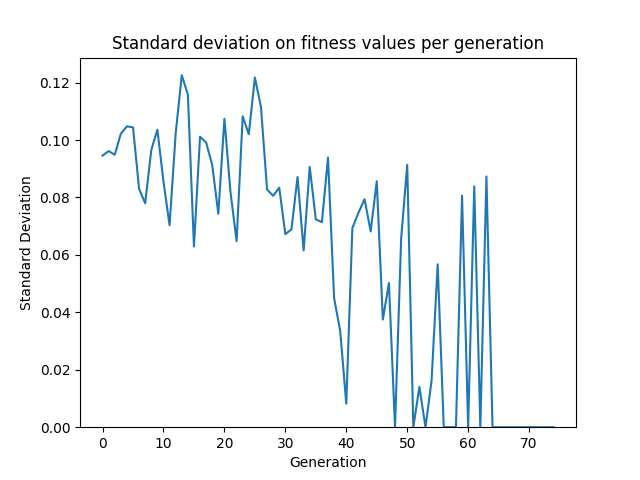 Standard deviation on fitness values per generation
0.12
0.10
0.08
0.06
0.04
0.02
0.00
Standard Deviation
0 10 20 30 40 50 60 70
Generation